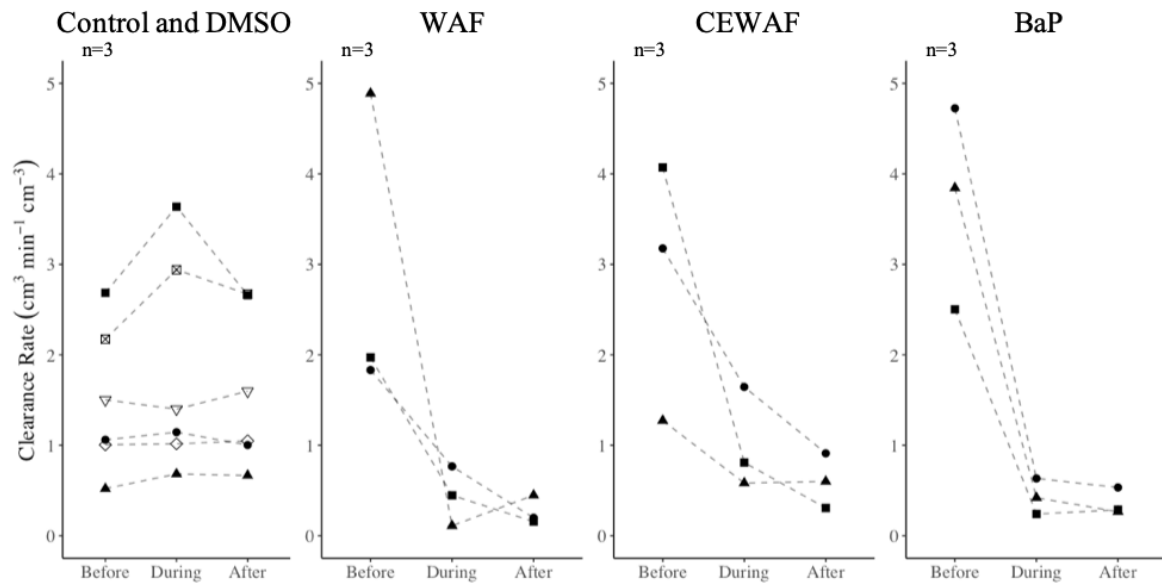 Control and DMSO WAF CEWAF BaP
n=3 n=3 n=3 n=3
Clearance Rate (cm³ min⁻¹ cm⁻³)
5 5 5 5
4 4 4 4
3 3 3 3
2 2 2 2
1 1 1 1
0 0 0 0
Before During After Before During After Before During After Before During After